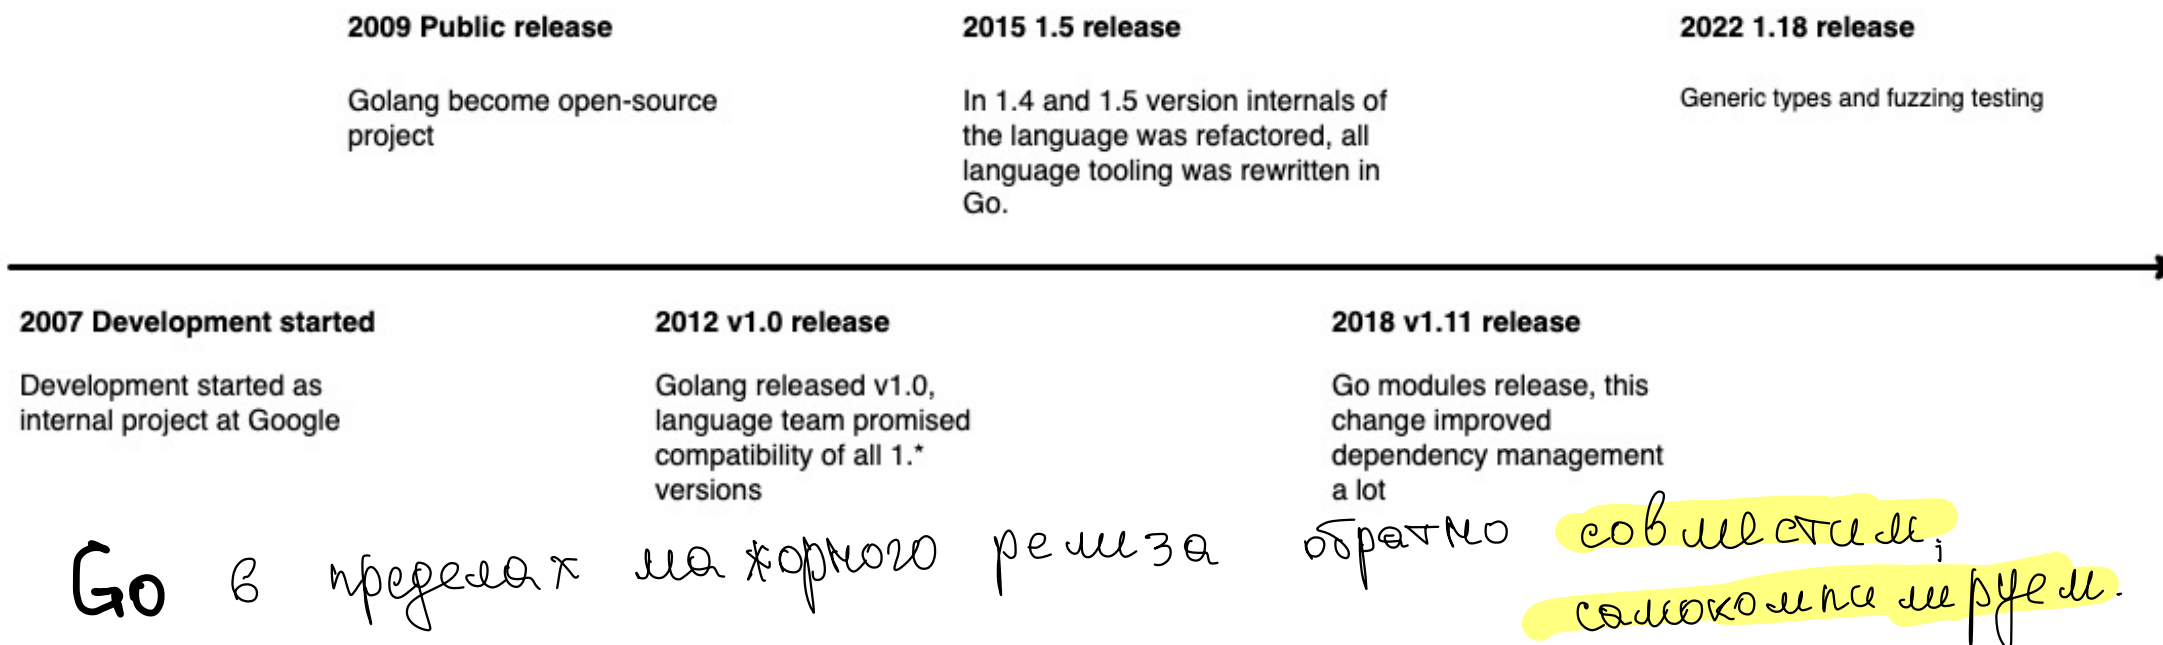 2009 Public release
Golang become open-source
project
2015 1.5 release
In 1.4 and 1.5 version internals of
the language was refactored, all
language tooling was rewritten in
Go.
2022 1.18 release
Generic types and fuzzing testing
2007 Development started
Development started as
internal project at Google
2012 v1.0 release
Golang released v1.0,
language team promised
compatibility of all 1.*
versions
2018 v1.11 release
Go modules release, this
change improved
dependency management
a lot
Go в пределах мажорного релиза обратно совместим,
самокомпилируем.